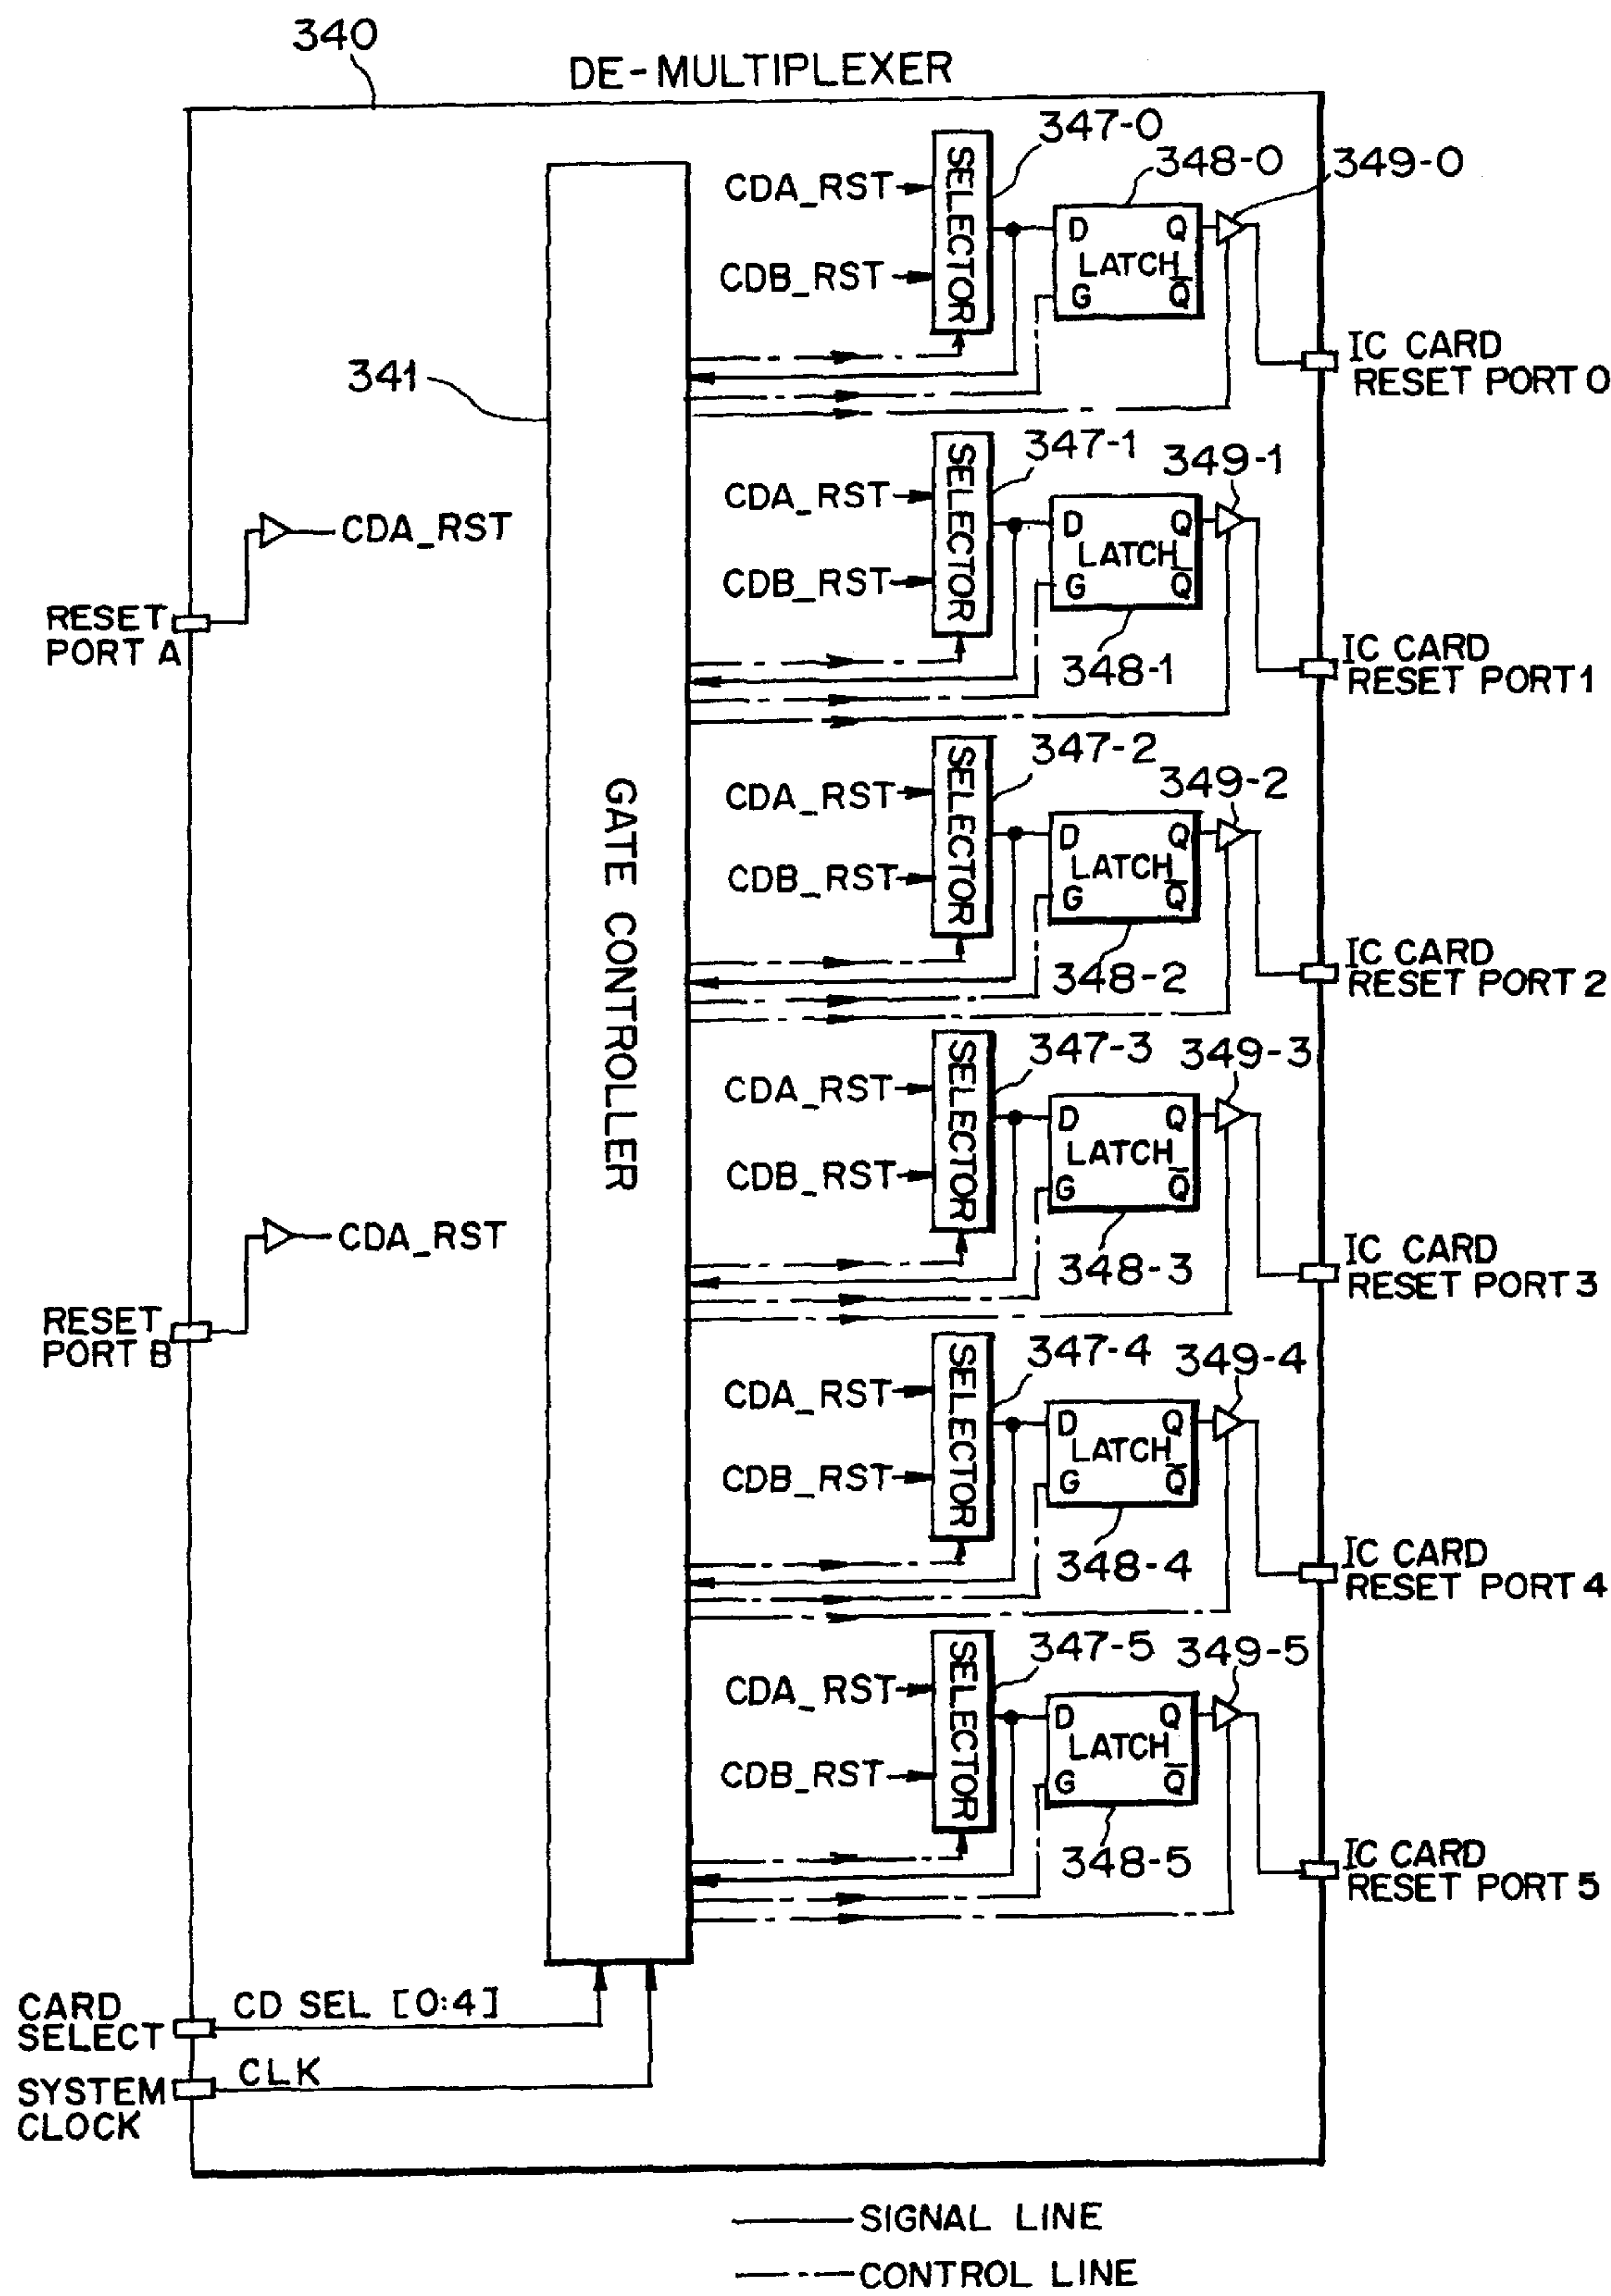 340
DE-MULTIPLEXER
347-0
348-0
349-0
CDA_RST
CDB_RST
SELECTOR
D Q
LATCH
G Q̅
IC CARD
RESET PORT 0
341
347-1
349-1
CDA_RST
CDB_RST
SELECTOR
D Q
LATCH
G Q̅
348-1
IC CARD
RESET PORT 1
CDA_RST
RESET
PORT A
347-2
349-2
CDA_RST
CDB_RST
SELECTOR
D Q
LATCH
G Q̅
348-2
IC CARD
RESET PORT 2
GATE CONTROLLER
347-3
349-3
CDA_RST
CDB_RST
SELECTOR
D Q
LATCH
G Q̅
348-3
IC CARD
RESET PORT 3
CDA_RST
RESET
PORT B
347-4
349-4
CDA_RST
CDB_RST
SELECTOR
D Q
LATCH
G Q̅
348-4
IC CARD
RESET PORT 4
347-5
349-5
CDA_RST
CDB_RST
SELECTOR
D Q
LATCH
G Q̅
348-5
IC CARD
RESET PORT 5
CARD
SELECT
CD SEL [0:4]
SYSTEM
CLOCK
CLK
SIGNAL LINE
CONTROL LINE